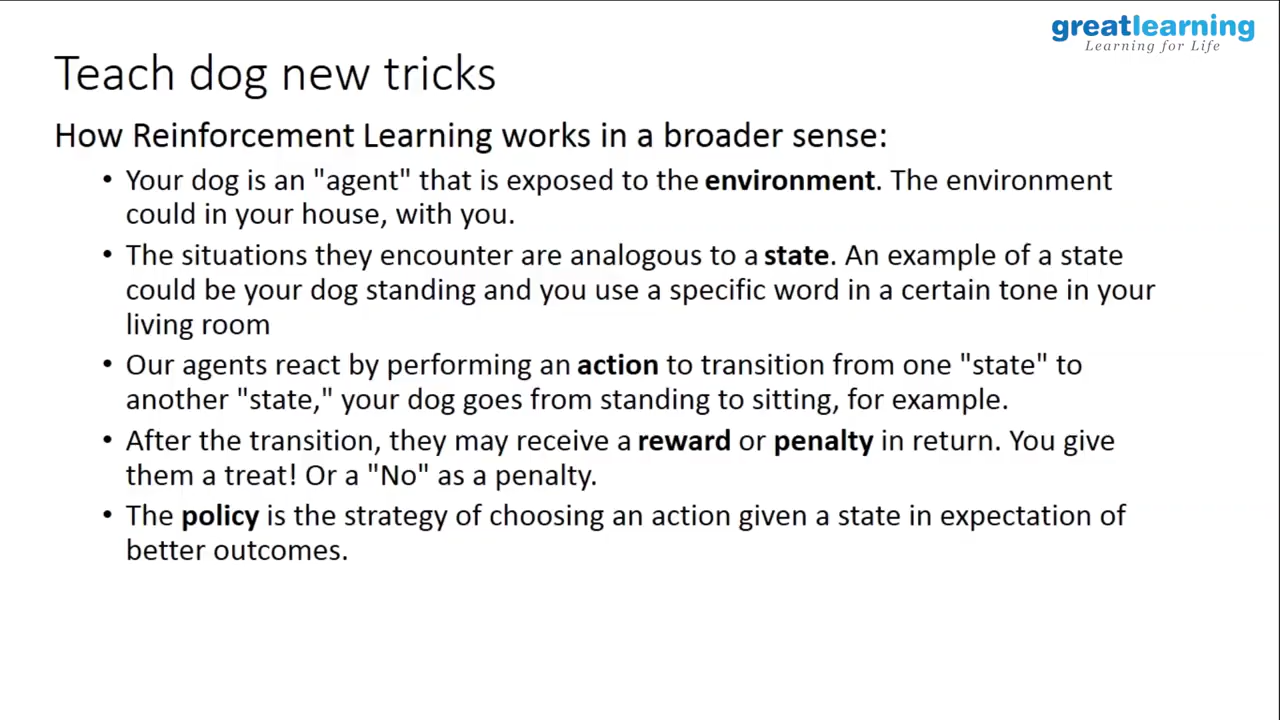 greatlearning
Learning for Life
Teach dog new tricks
How Reinforcement Learning works in a broader sense:
• Your dog is an "agent" that is exposed to the environment. The environment
could in your house, with you.
• The situations they encounter are analogous to a state. An example of a state
could be your dog standing and you use a specific word in a certain tone in your
living room
• Our agents react by performing an action to transition from one "state" to
another "state," your dog goes from standing to sitting, for example.
• After the transition, they may receive a reward or penalty in return. You give
them a treat! Or a "No" as a penalty.
• The policy is the strategy of choosing an action given a state in expectation of
better outcomes.